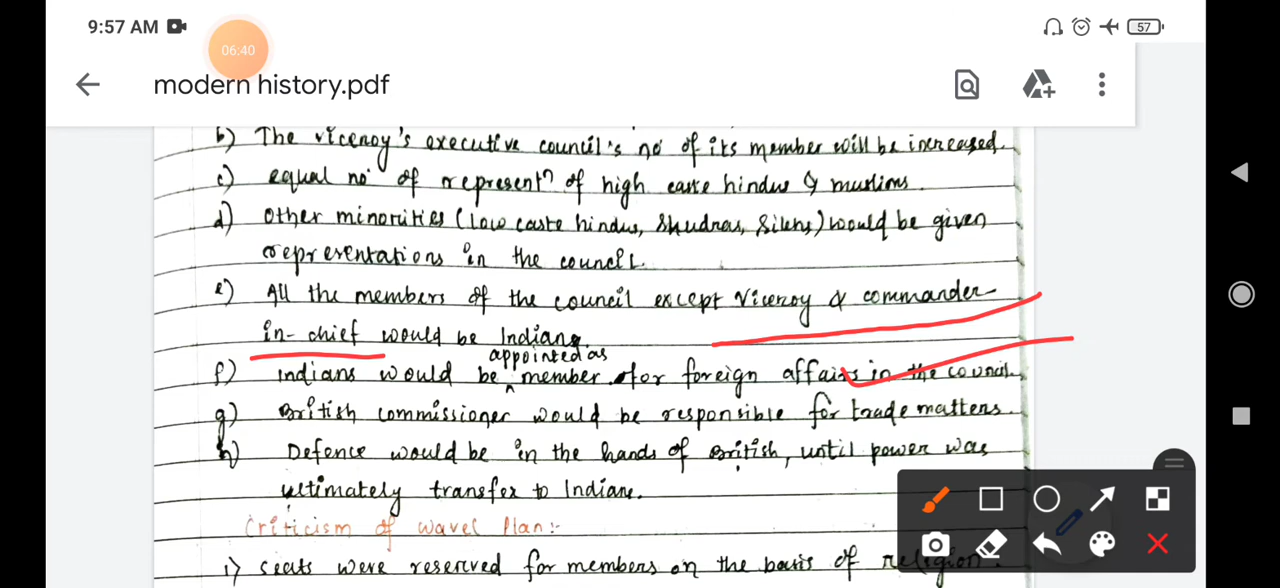 9:57 AM
57
06:40
modern history.pdf
b) The viceroy's executive council's no of its member will be increased.
c) equal no of represent^n of high caste hindus & muslims.
d) Other minorities (low caste hindus, Shudras, Sikhs) would be given
representations in the council.
e) All the members of the council except Viceroy & commander
in-chief would be Indians.
appointed as
f) Indians would be ^ member for foreign affairs in the council.
g) British commissioner would be responsible for trade matters.
h) Defence would be in the hands of British, until power was
ultimately transfer to Indians.
Criticism of wavel Plan:-
i) seats were reserved for members on the basis of religion.